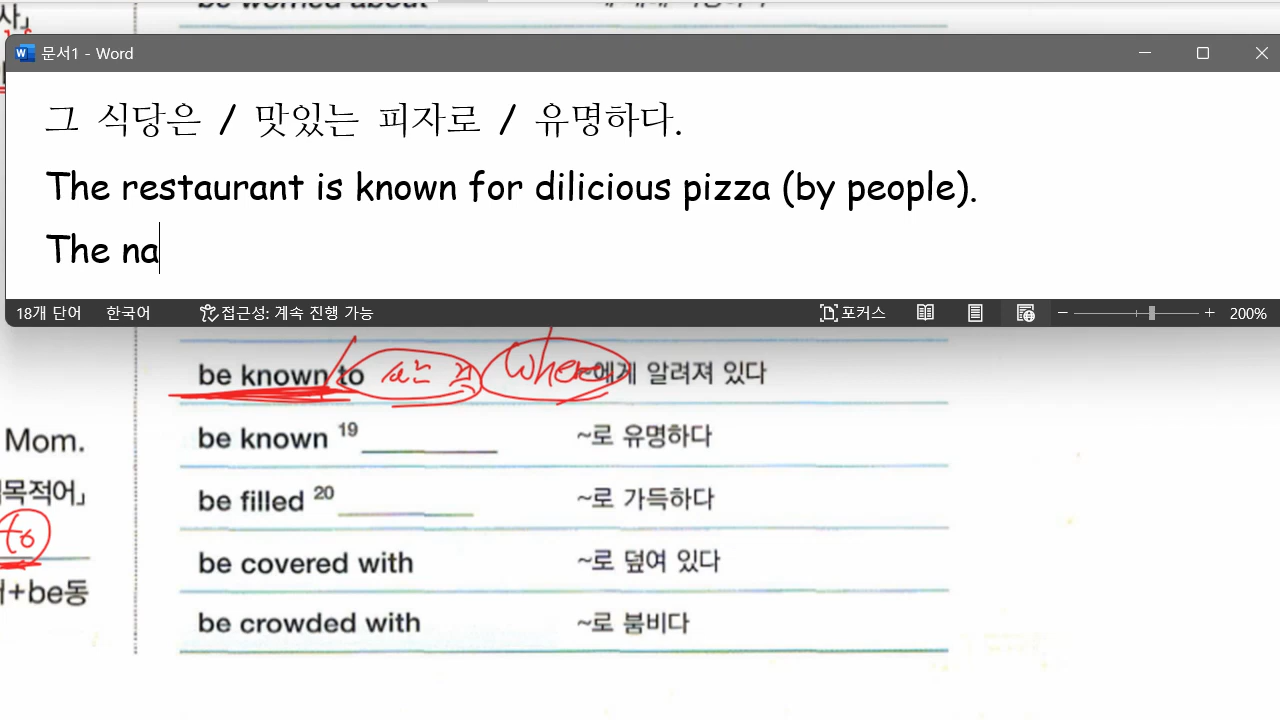 사」
문서1 - Word
그 식당은 / 맛있는 피자로 / 유명하다.
The restaurant is known for dilicious pizza (by people).
The na
18개 단어 한국어 접근성: 계속 진행 가능 포커스 200%
be known to where ~에게 알려져 있다
Mom.
be known 19 ~로 유명하다
목적어」
be filled 20 ~로 가득하다
to
be covered with ~로 덮여 있다
+be동
be crowded with ~로 붐비다